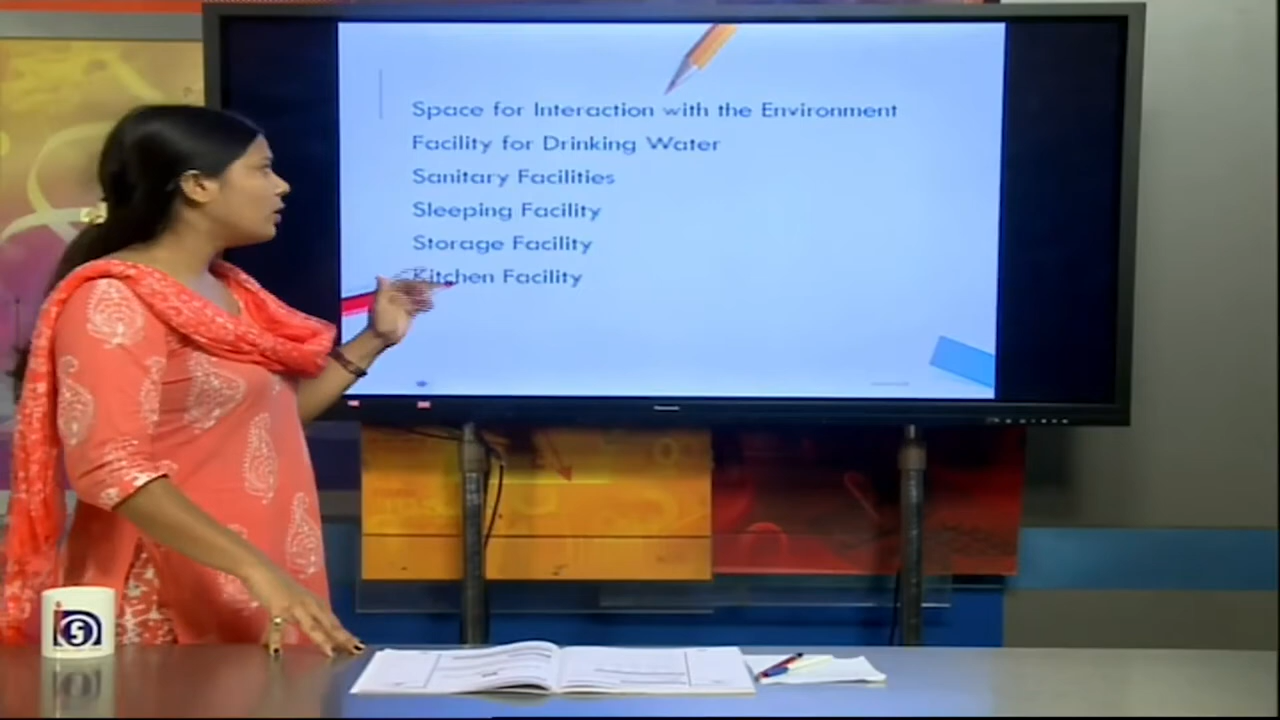 Space for Interaction with the Environment
Facility for Drinking Water
Sanitary Facilities
Sleeping Facility
Storage Facility
Kitchen Facility